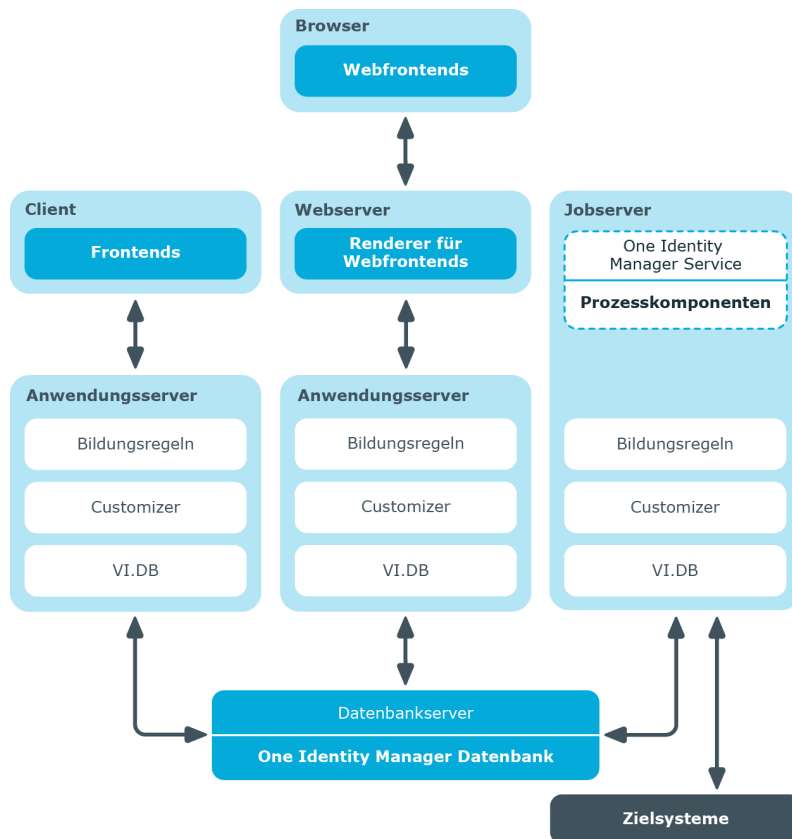 Browser
Webfrontends
Client
Frontends
Webserver
Renderer für
Webfrontends
Jobserver
One Identity
Manager Service
Prozesskomponenten
Anwendungsserver
Bildungsregeln
Customizer
VI.DB
Anwendungsserver
Bildungsregeln
Customizer
VI.DB
Bildungsregeln
Customizer
VI.DB
Datenbankserver
One Identity Manager Datenbank
Zielsysteme